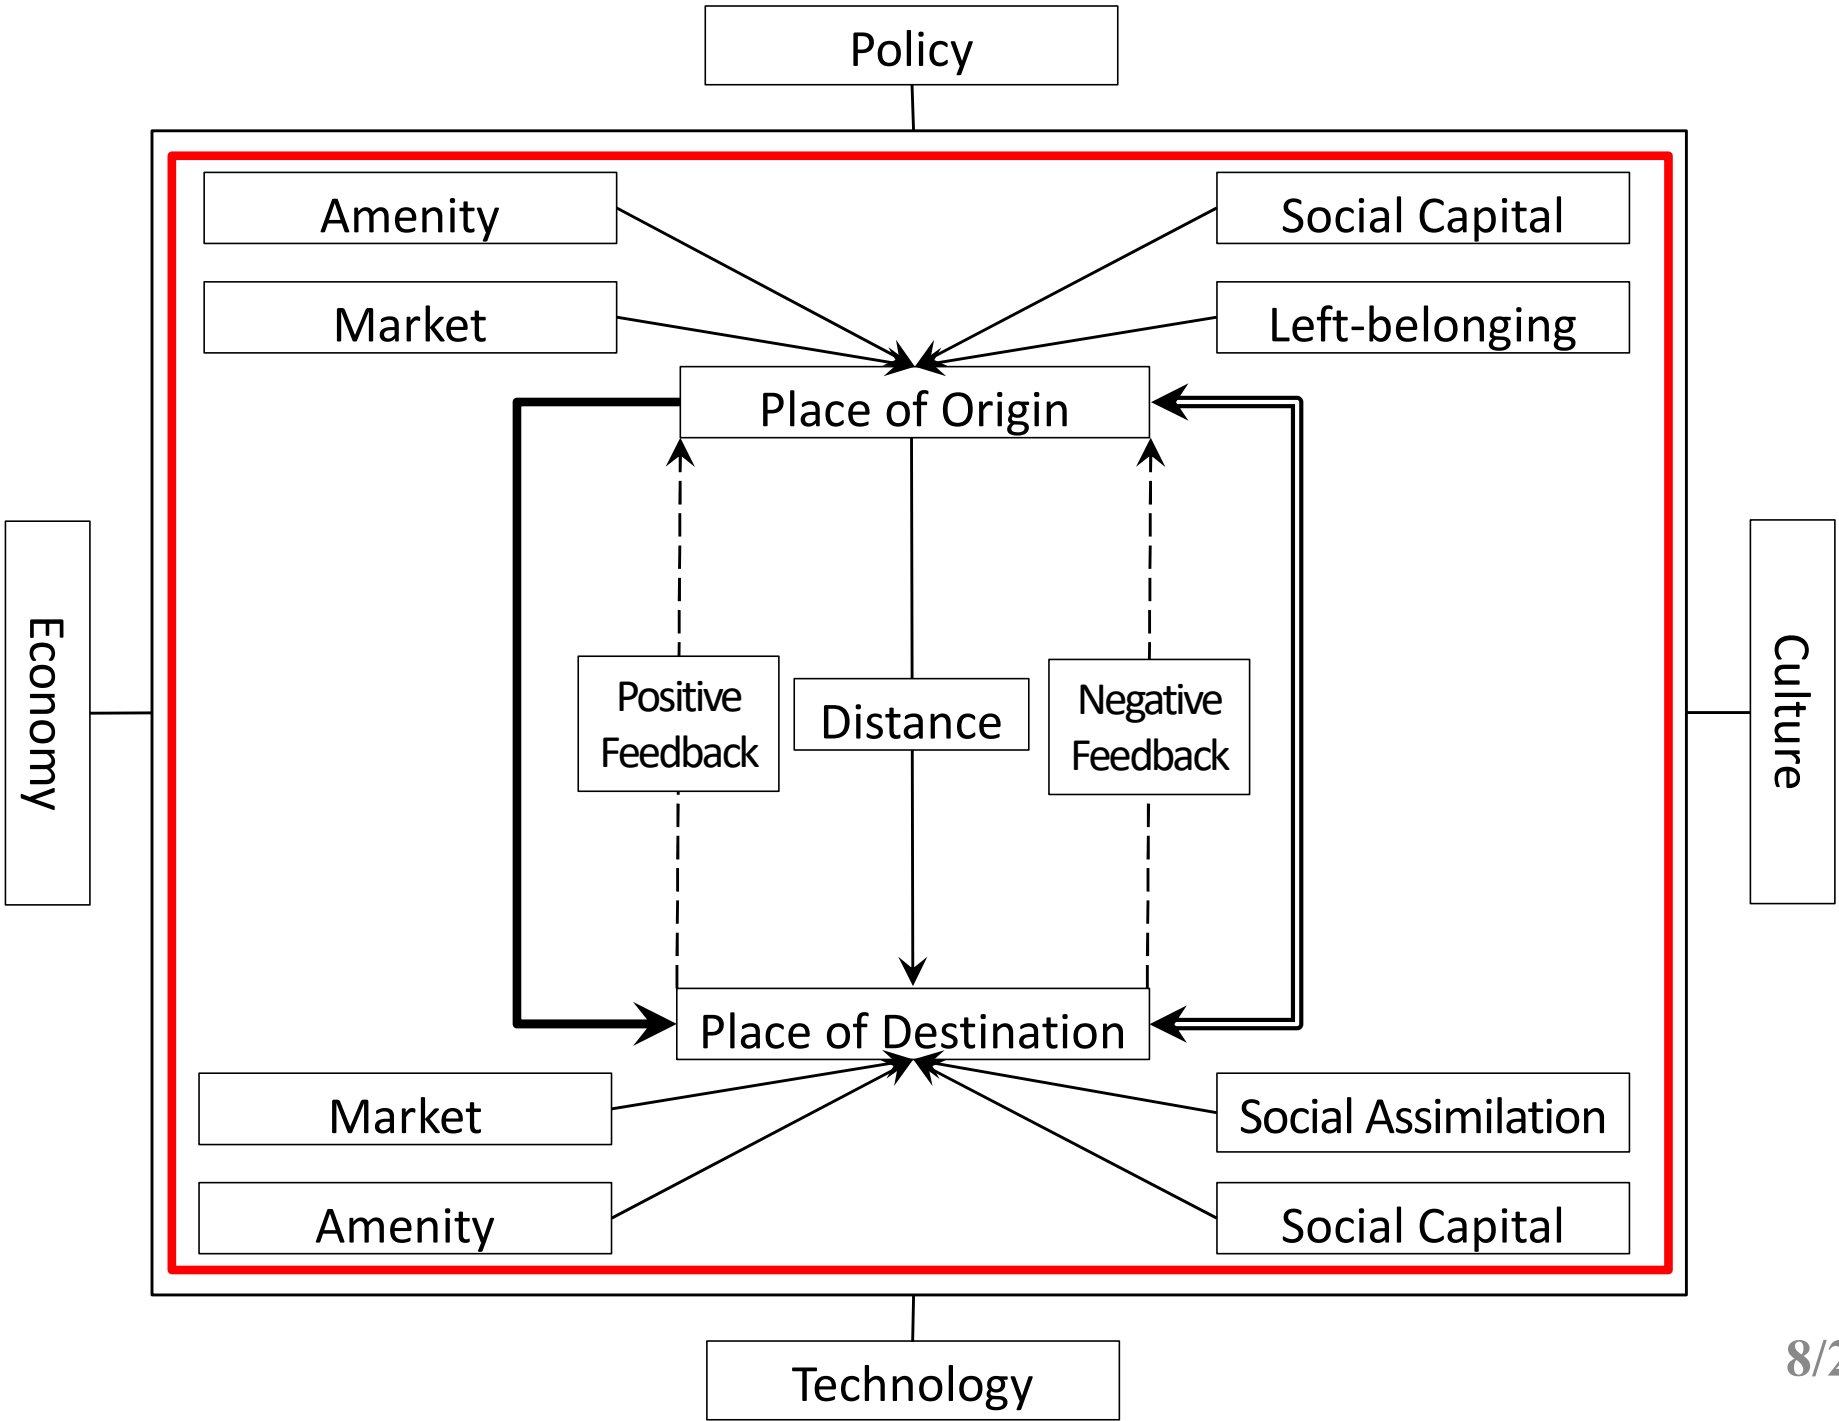 Policy
Amenity
Social Capital
Market
Left-belonging
Place of Origin
Economy
Positive
Feedback
Distance
Negative
Feedback
Culture
Place of Destination
Market
Social Assimilation
Amenity
Social Capital
Technology
8/2